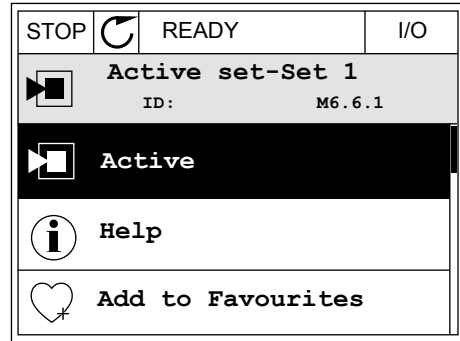 STOP READY I/O
Active set-Set 1
ID: M6.6.1
Active
Help
Add to Favourites